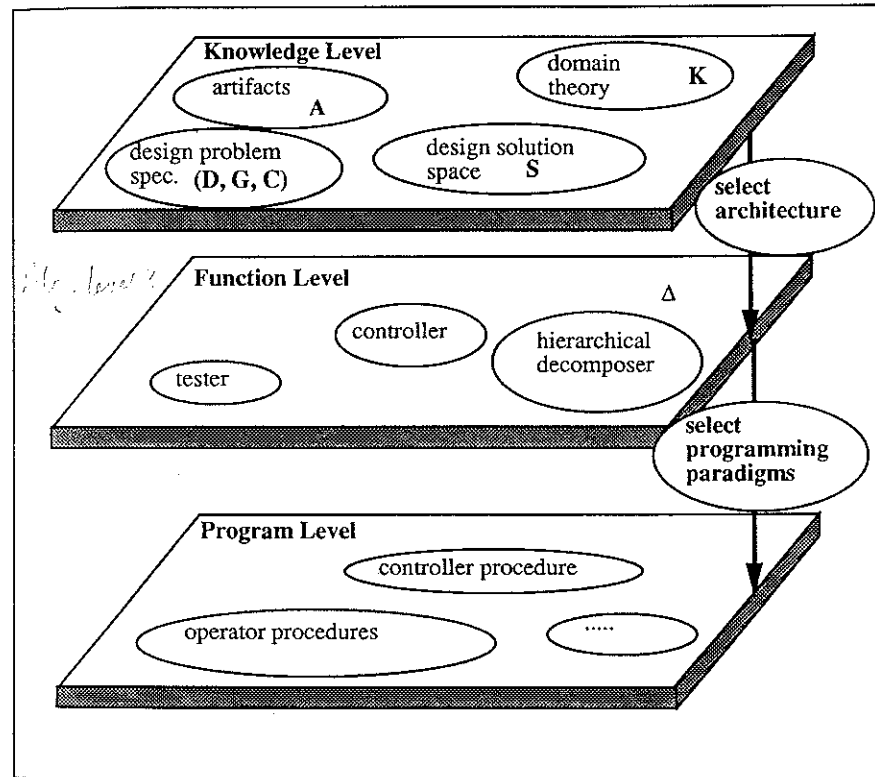 Knowledge Level
artifacts
A
domain
theory K
design problem
spec. (D, G, C)
design solution
space S
select
architecture
Function Level
Δ
controller
hierarchical
decomposer
tester
select
programming
paradigms
Program Level
controller procedure
operator procedures
.....